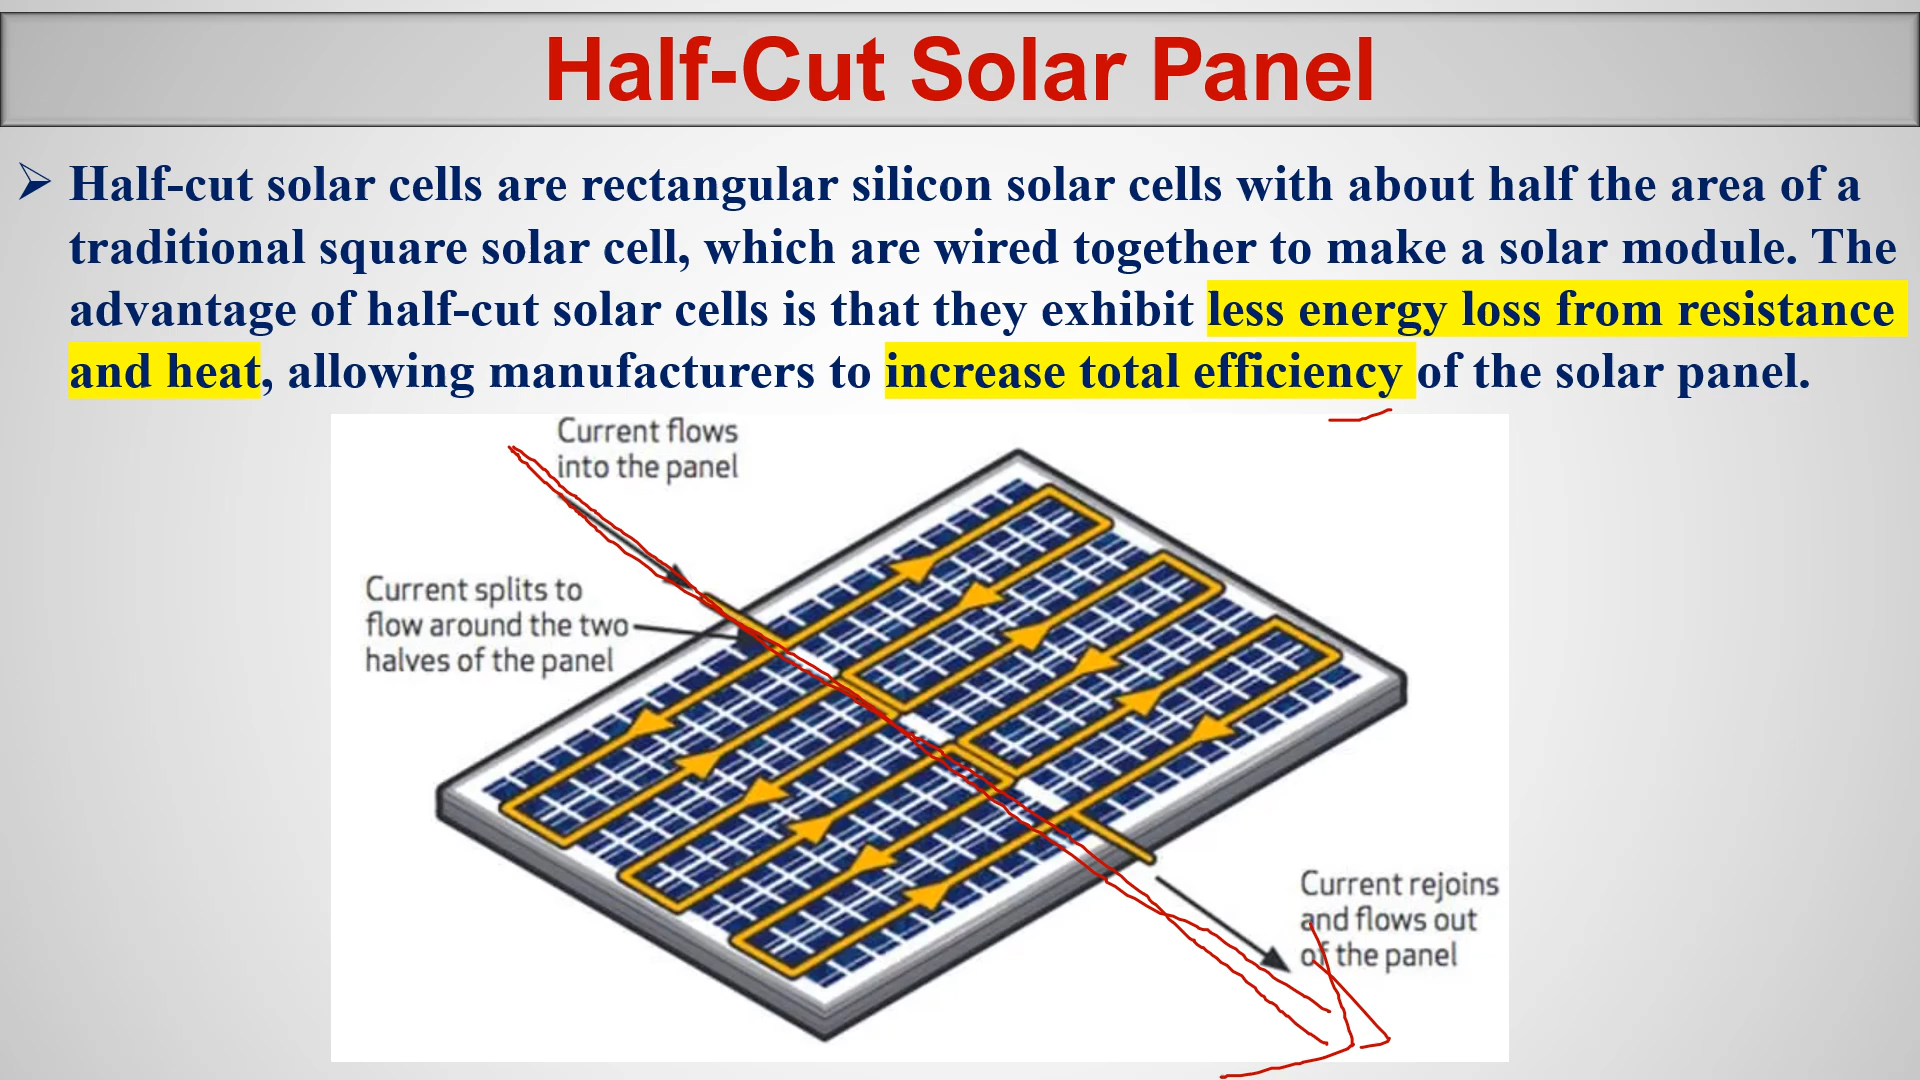 Half-Cut Solar Panel
Half-cut solar cells are rectangular silicon solar cells with about half the area of a
traditional square solar cell, which are wired together to make a solar module. The
advantage of half-cut solar cells is that they exhibit less energy loss from resistance
and heat, allowing manufacturers to increase total efficiency of the solar panel.
Current flows
into the panel
Current splits to
flow around the two
halves of the panel
Current rejoins
and flows out
of the panel